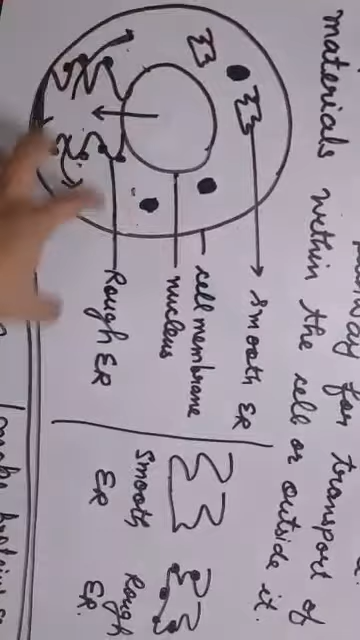 for transport of
materials within the cell or outside it.
Smooth ER
cell membrane
nucleus
Rough ER
Smooth
ER
Rough
ER.